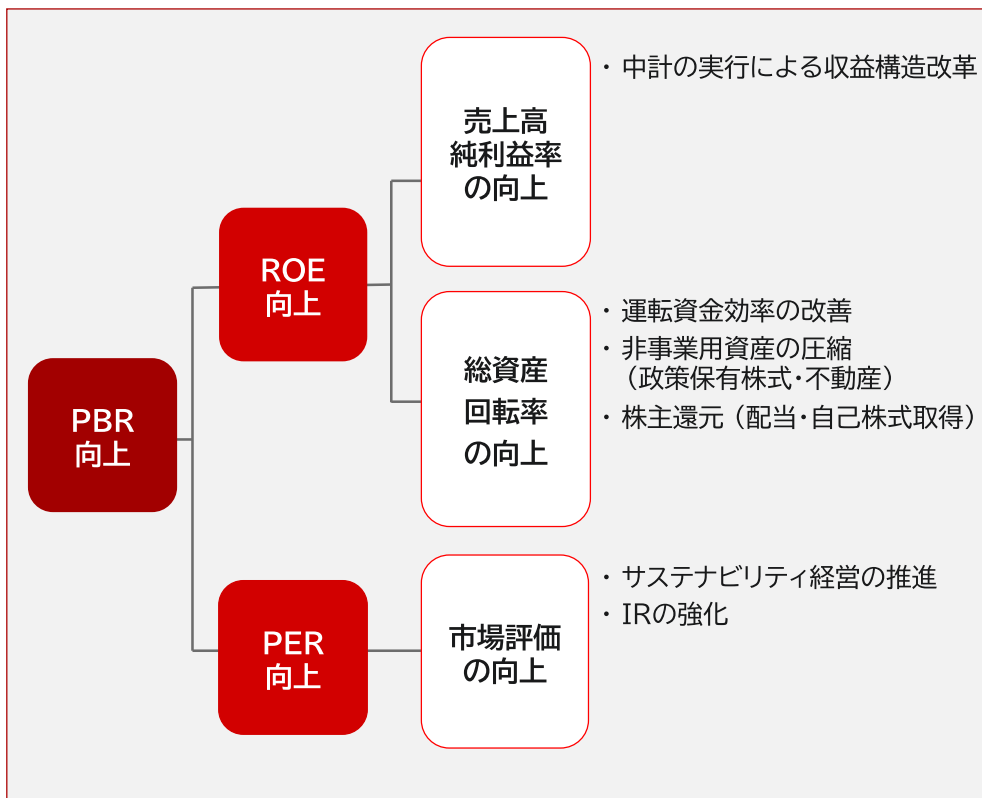 PBR
向上
ROE
向上
売上高
純利益率
の向上
・ 中計の実行による収益構造改革
総資産
回転率
の向上
・ 運転資金効率の改善
・ 非事業用資産の圧縮
（政策保有株式・不動産）
・ 株主還元（配当・自己株式取得）
PER
向上
市場評価
の向上
・ サステナビリティ経営の推進
・ IRの強化